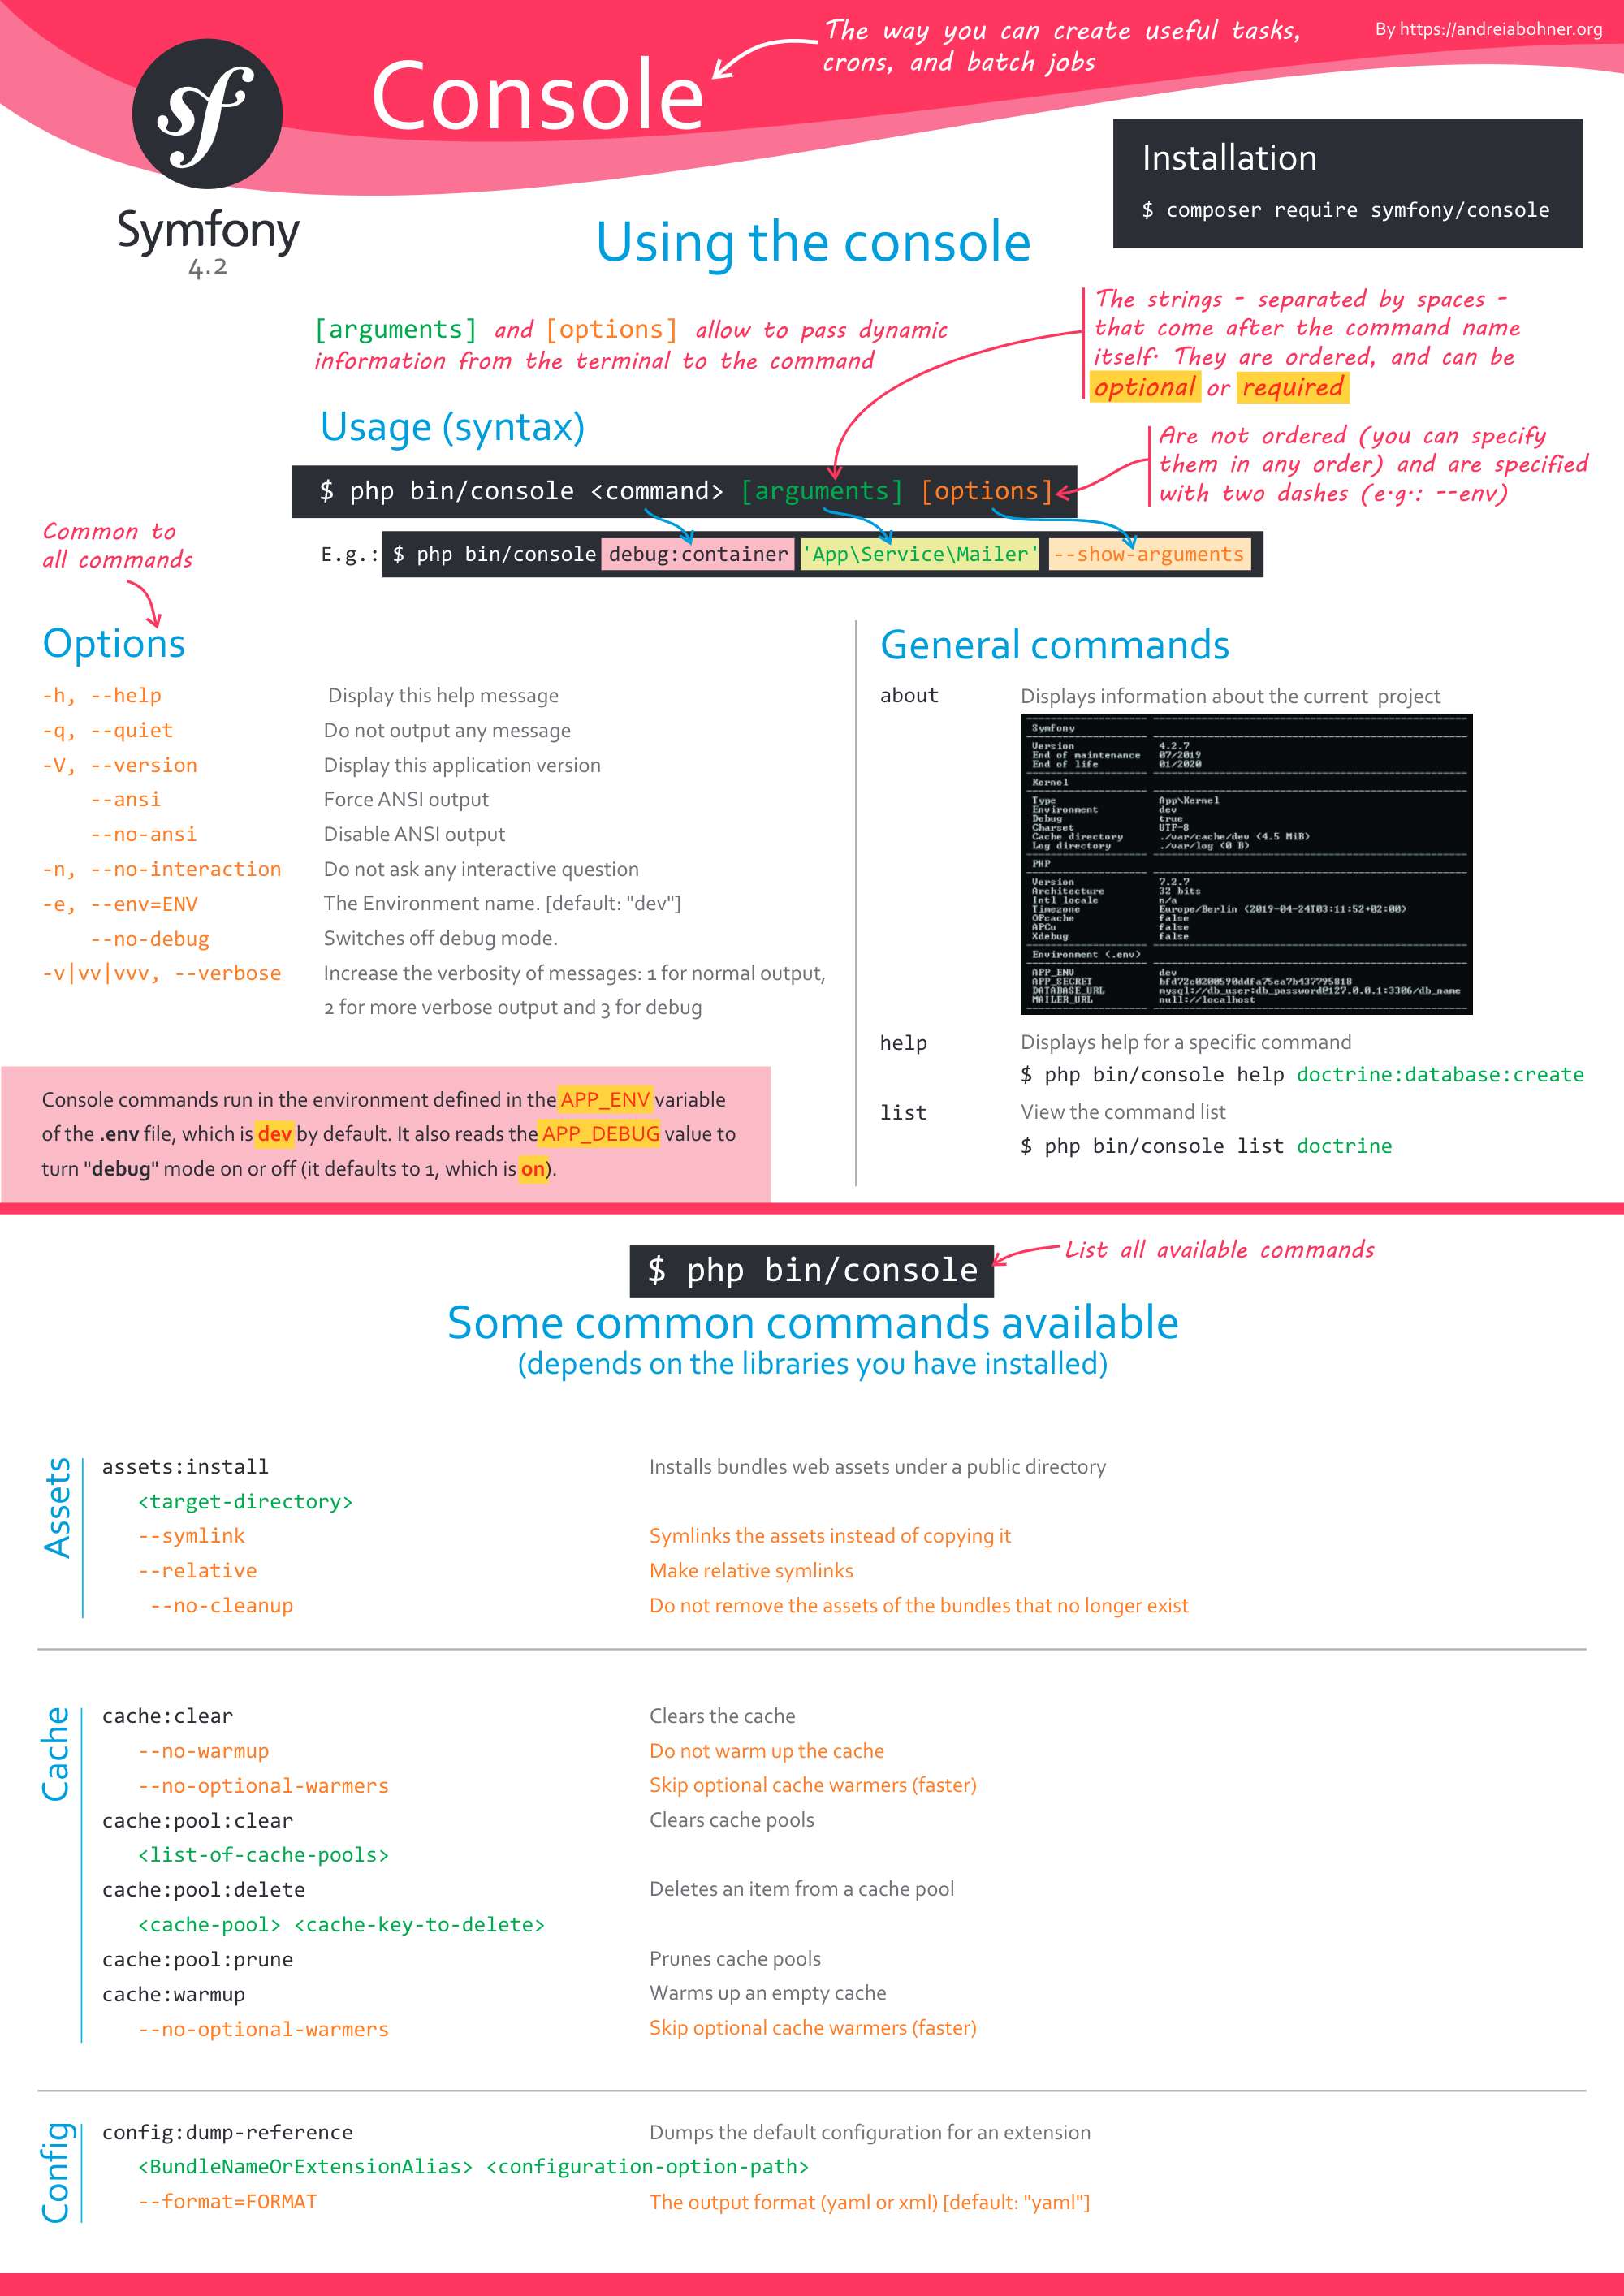 The way you can create useful tasks,
crons, and batch jobs
By https://andreiabohner.org
Console
sf
Symfony
4.2
Installation
$ composer require symfony/console
Using the console
[arguments] and [options] allow to pass dynamic
information from the terminal to the command
The strings - separated by spaces -
that come after the command name
itself. They are ordered, and can be
optional or required
Usage (syntax)
Are not ordered (you can specify
them in any order) and are specified
with two dashes (e.g.: --env)
$ php bin/console <command> [arguments] [options]
E.g.: $ php bin/console debug:container 'App\Service\Mailer' --show-arguments
Common to
all commands
Options
-h, --help Display this help message
-q, --quiet Do not output any message
-V, --version Display this application version
--ansi Force ANSI output
--no-ansi Disable ANSI output
-n, --no-interaction Do not ask any interactive question
-e, --env=ENV The Environment name. [default: "dev"]
--no-debug Switches off debug mode.
-v|vv|vvv, --verbose Increase the verbosity of messages: 1 for normal output,
2 for more verbose output and 3 for debug
Console commands run in the environment defined in the APP_ENV variable
of the .env file, which is dev by default. It also reads the APP_DEBUG value to
turn "debug" mode on or off (it defaults to 1, which is on).
General commands
about Displays information about the current project
Symfony
Version 4.2.7
End of maintenance 07/2019
End of life 01/2020
Kernel
Type App\Kernel
Environment dev
Debug true
Charset UTF-8
Cache directory ./var/cache/dev (4.5 MiB)
Log directory ./var/log (0 B)
PHP
Version 7.2.7
Architecture 32 bits
Intl locale n/a
Timezone Europe/Berlin (2019-04-24T03:11:52+02:00)
OPcache false
APCu false
Xdebug false
Environment (.env)
APP_ENV dev
APP_SECRET bfd72c0200590ddfa75ea7b437795818
DATABASE_URL mysql://db_user:db_password@127.0.0.1:3306/db_name
MAILER_URL null://localhost
help Displays help for a specific command
$ php bin/console help doctrine:database:create
list View the command list
$ php bin/console list doctrine
$ php bin/console
List all available commands
Some common commands available
(depends on the libraries you have installed)
Assets
assets:install Installs bundles web assets under a public directory
<target-directory>
--symlink Symlinks the assets instead of copying it
--relative Make relative symlinks
--no-cleanup Do not remove the assets of the bundles that no longer exist
Cache
cache:clear Clears the cache
--no-warmup Do not warm up the cache
--no-optional-warmers Skip optional cache warmers (faster)
cache:pool:clear Clears cache pools
<list-of-cache-pools>
cache:pool:delete Deletes an item from a cache pool
<cache-pool> <cache-key-to-delete>
cache:pool:prune Prunes cache pools
cache:warmup Warms up an empty cache
--no-optional-warmers Skip optional cache warmers (faster)
Config
config:dump-reference Dumps the default configuration for an extension
<BundleNameOrExtensionAlias> <configuration-option-path>
--format=FORMAT The output format (yaml or xml) [default: "yaml"]